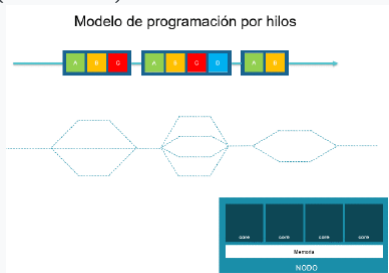 Modelo de programación por hilos
A B C A B C D A B
core core core core
Memoria
NODO